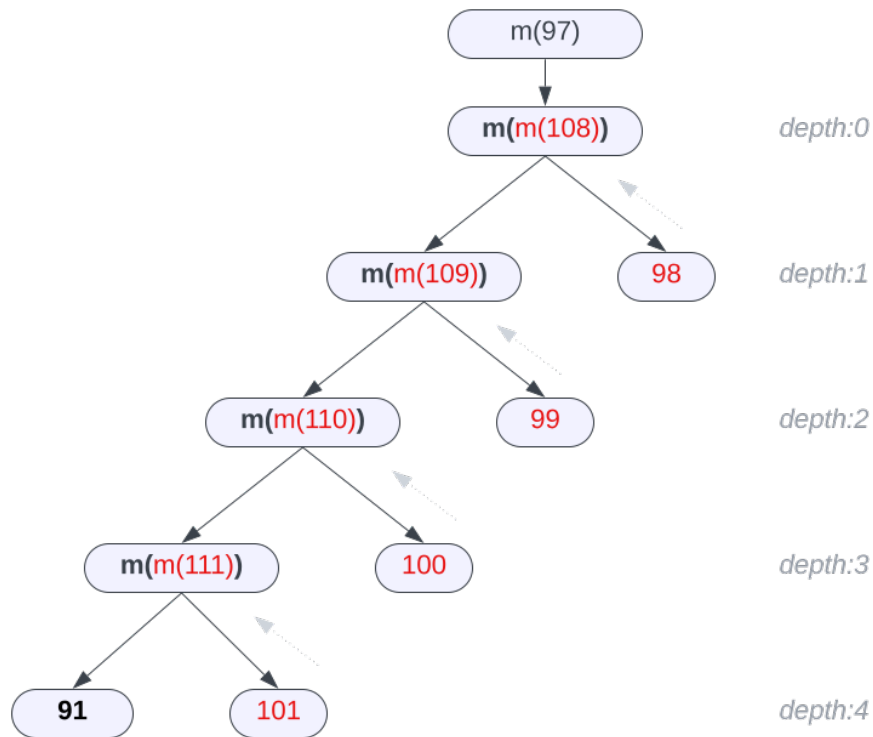 m(97)
m(m(108))
depth:0
m(m(109))
98
depth:1
m(m(110))
99
depth:2
m(m(111))
100
depth:3
91
101
depth:4